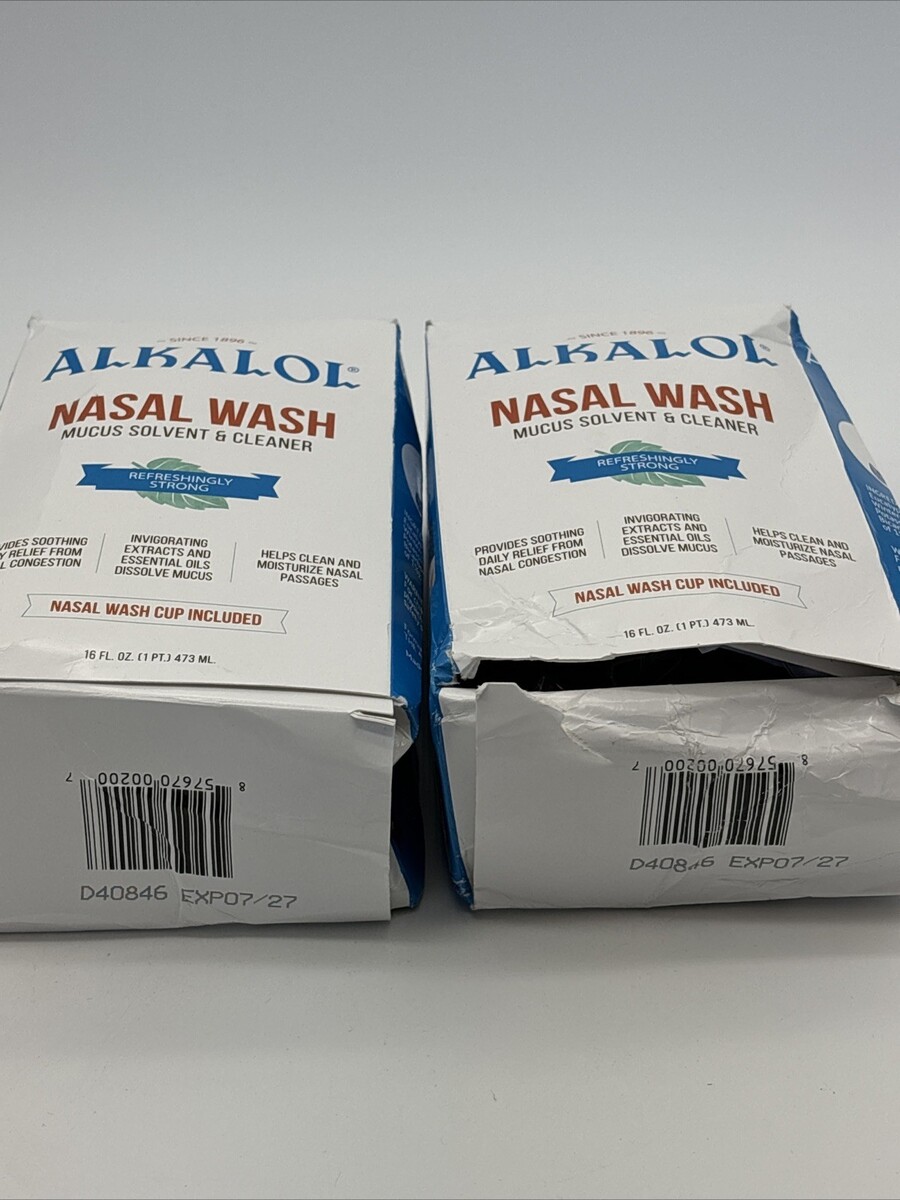 SINCE 1896
ALKALOL®
NASAL WASH
MUCUS SOLVENT & CLEANER
REFRESHINGLY
STRONG
VIDES SOOTHING
Y RELIEF FROM
L CONGESTION
INVIGORATING
EXTRACTS AND
ESSENTIAL OILS
DISSOLVE MUCUS
HELPS CLEAN AND
MOISTURIZE NASAL
PASSAGES
NASAL WASH CUP INCLUDED
16 FL. OZ. (1 PT.) 473 ML.
8 57670 00200 7
D40846 EXP07/27
SINCE 1896
ALKALOL®
NASAL WASH
MUCUS SOLVENT & CLEANER
REFRESHINGLY
STRONG
PROVIDES SOOTHING
DAILY RELIEF FROM
NASAL CONGESTION
INVIGORATING
EXTRACTS AND
ESSENTIAL OILS
DISSOLVE MUCUS
HELPS CLEAN AND
MOISTURIZE NASAL
PASSAGES
NASAL WASH CUP INCLUDED
16 FL. OZ. (1 PT.) 473 ML.
8 57670 00200 7
D40846 EXP07/27